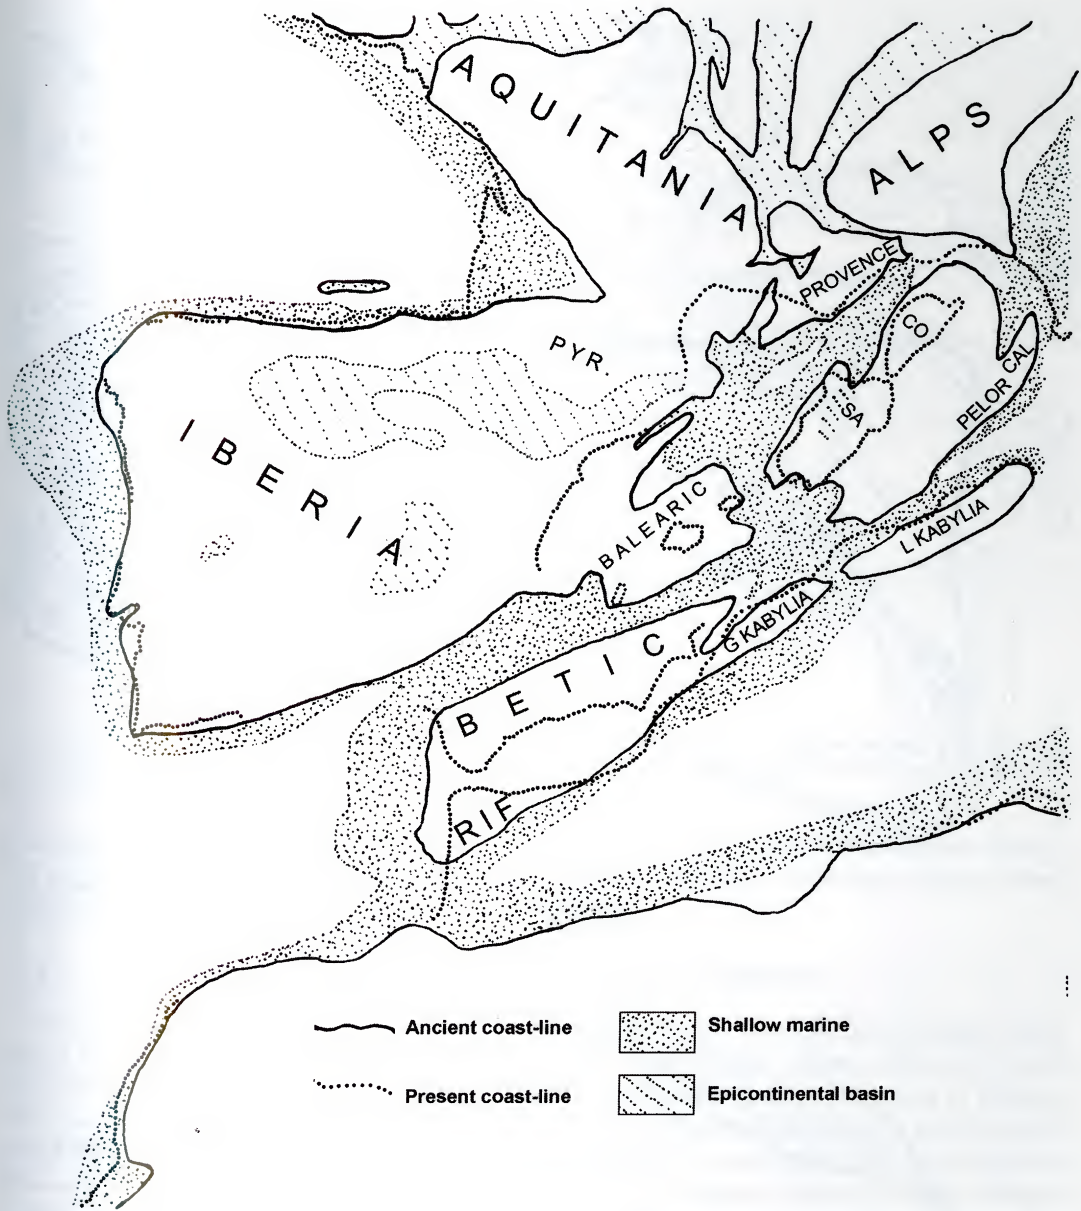 AQUITANIA
ALPS
PROVENCE
CO
PYR.
SA
PELOR CAL
IBERIA
BALEARIC
L KABYLIA
G KABYLIA
BETIC
RIF
Ancient coast-line
Shallow marine
Present coast-line
Epicontinental basin